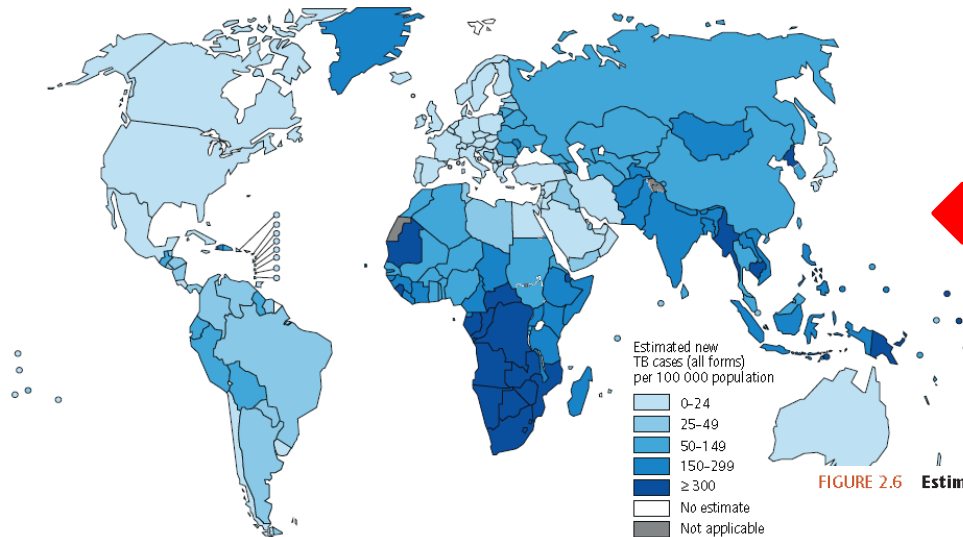 Estimated new
TB cases (all forms)
per 100 000 population
0–24
25–49
50–149
150–299
≥ 300
No estimate
Not applicable
FIGURE 2.6 Estim